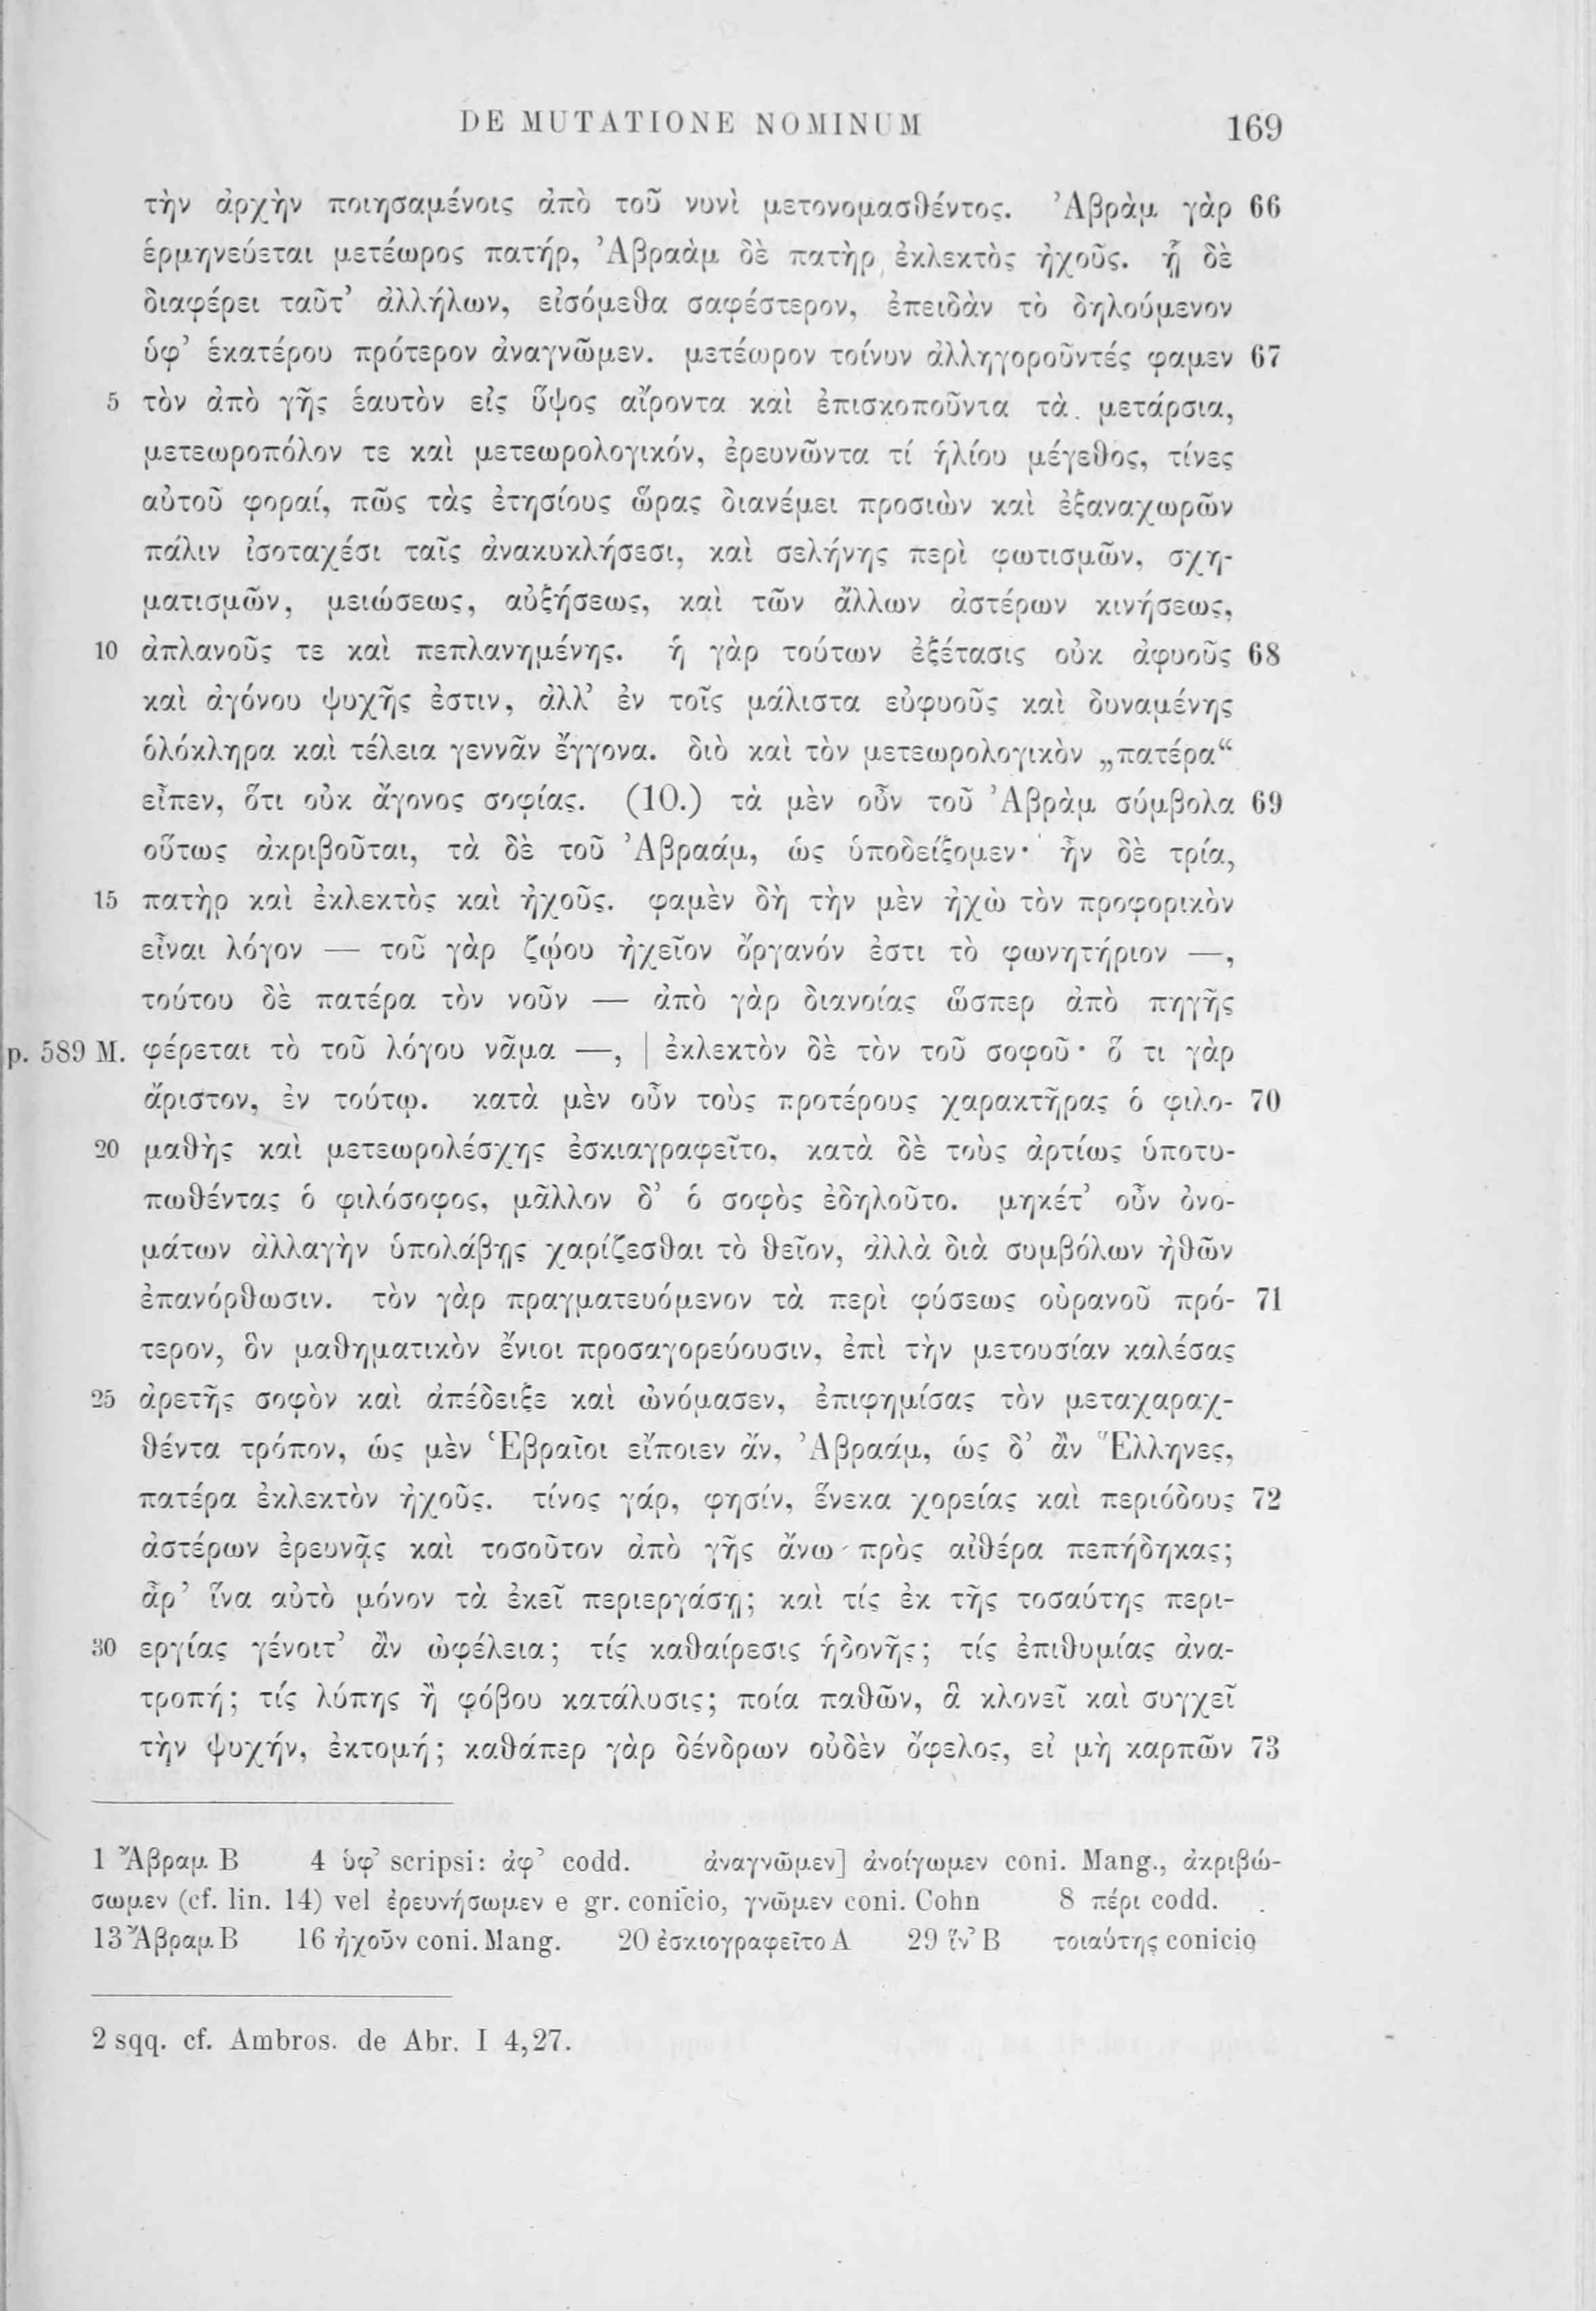 DE MUTATIONE NOMINUM 169
τὴν ἀρχὴν ποιησαμένοις ἀπὸ τοῦ νυνὶ μετονομασθέντος. Ἀβρὰμ γὰρ 66
ἑρμηνεύεται μετέωρος πατήρ, Ἀβραὰμ δὲ πατὴρ ἐκλεκτὸς ἠχοῦς. ᾗ δὲ
διαφέρει ταῦτ’ ἀλλήλων, εἰσόμεθα σαφέστερον, ἐπειδὰν τὸ δηλούμενον
ὑφ’ ἑκατέρου πρότερον ἀναγνῶμεν. μετέωρον τοίνυν ἀλληγοροῦντές φαμεν 67
5 τὸν ἀπὸ γῆς ἑαυτὸν εἰς ὕψος αἴροντα καὶ ἐπισκοποῦντα τὰ μετάρσια,
μετεωροπόλον τε καὶ μετεωρολογικόν, ἐρευνῶντα τί ἡλίου μέγεθος, τίνες
αὐτοῦ φοραί, πῶς τὰς ἐτησίους ὥρας διανέμει προσιὼν καὶ ἐξαναχωρῶν
πάλιν ἰσοταχέσι ταῖς ἀνακυκλήσεσι, καὶ σελήνης περὶ φωτισμῶν, σχη-
ματισμῶν, μειώσεως, αὐξήσεως, καὶ τῶν ἄλλων ἀστέρων κινήσεως,
10 ἀπλανοῦς τε καὶ πεπλανημένης. ἡ γὰρ τούτων ἐξέτασις οὐκ ἀφυοῦς 68
καὶ ἀγόνου ψυχῆς ἐστιν, ἀλλ’ ἐν τοῖς μάλιστα εὐφυοῦς καὶ δυναμένης
ὁλόκληρα καὶ τέλεια γεννᾶν ἔγγονα. διὸ καὶ τὸν μετεωρολογικὸν „πατέρα“
εἶπεν, ὅτι οὐκ ἄγονος σοφίας. (10.) τὰ μὲν οὖν τοῦ Ἀβρὰμ σύμβολα 69
οὕτως ἀκριβοῦται, τὰ δὲ τοῦ Ἀβραάμ, ὡς ὑποδείξομεν· ἦν δὲ τρία,
15 πατὴρ καὶ ἐκλεκτὸς καὶ ἠχοῦς. φαμὲν δὴ τὴν μὲν ἠχὼ τὸν προφορικὸν
εἶναι λόγον — τοῦ γὰρ ζῴου ἠχεῖον ὄργανόν ἐστι τὸ φωνητήριον —,
τούτου δὲ πατέρα τὸν νοῦν — ἀπὸ γὰρ διανοίας ὥσπερ ἀπὸ πηγῆς
p. 589 M. φέρεται τὸ τοῦ λόγου νᾶμα —, | ἐκλεκτὸν δὲ τὸν τοῦ σοφοῦ· ὅ τι γὰρ
ἄριστον, ἐν τούτῳ. κατὰ μὲν οὖν τοὺς προτέρους χαρακτῆρας ὁ φιλο- 70
20 μαθὴς καὶ μετεωρολέσχης ἐσκιαγραφεῖτο, κατὰ δὲ τοὺς ἀρτίως ὑποτυ-
πωθέντας ὁ φιλόσοφος, μᾶλλον δ’ ὁ σοφὸς ἐδηλοῦτο. μηκέτ’ οὖν ὀνο-
μάτων ἀλλαγὴν ὑπολάβῃς χαρίζεσθαι τὸ θεῖον, ἀλλὰ διὰ συμβόλων ἠθῶν
ἐπανόρθωσιν. τὸν γὰρ πραγματευόμενον τὰ περὶ φύσεως οὐρανοῦ πρό- 71
τερον, ὃν μαθηματικὸν ἔνιοι προσαγορεύουσιν, ἐπὶ τὴν μετουσίαν καλέσας
25 ἀρετῆς σοφὸν καὶ ἀπέδειξε καὶ ὠνόμασεν, ἐπιφημίσας τὸν μεταχαραχ-
θέντα τρόπον, ὡς μὲν Ἑβραῖοι εἴποιεν ἄν, Ἀβραάμ, ὡς δ’ ἂν Ἕλληνες,
πατέρα ἐκλεκτὸν ἠχοῦς. τίνος γάρ, φησίν, ἕνεκα χορείας καὶ περιόδους 72
ἀστέρων ἐρευνᾷς καὶ τοσοῦτον ἀπὸ γῆς ἄνω πρὸς αἰθέρα πεπήδηκας;
ἆρ’ ἵνα αὐτὸ μόνον τὰ ἐκεῖ περιεργάσῃ; καὶ τίς ἐκ τῆς τοσαύτης περι-
30 εργίας γένοιτ’ ἂν ὠφέλεια; τίς καθαίρεσις ἡδονῆς; τίς ἐπιθυμίας ἀνα-
τροπή; τίς λύπης ἢ φόβου κατάλυσις; ποία παθῶν, ἃ κλονεῖ καὶ συγχεῖ
τὴν ψυχήν, ἐκτομή; καθάπερ γὰρ δένδρων οὐδὲν ὄφελος, εἰ μὴ καρπῶν 73
1 Ἄβραμ B 4 ὑφ’ scripsi: ἀφ’ codd. ἀναγνῶμεν] ἀνοίγωμεν coni. Mang., ἀκριβώ-
σωμεν (cf. lin. 14) vel ἐρευνήσωμεν e gr. conicio, γνῶμεν coni. Cohn 8 πέρι codd.
13 Ἄβραμ B 16 ἠχοῦν coni. Mang. 20 ἐσκιογραφεῖτο A 29 ἵν’ B τοιαύτης conicio
2 sqq. cf. Ambros. de Abr. I 4,27.